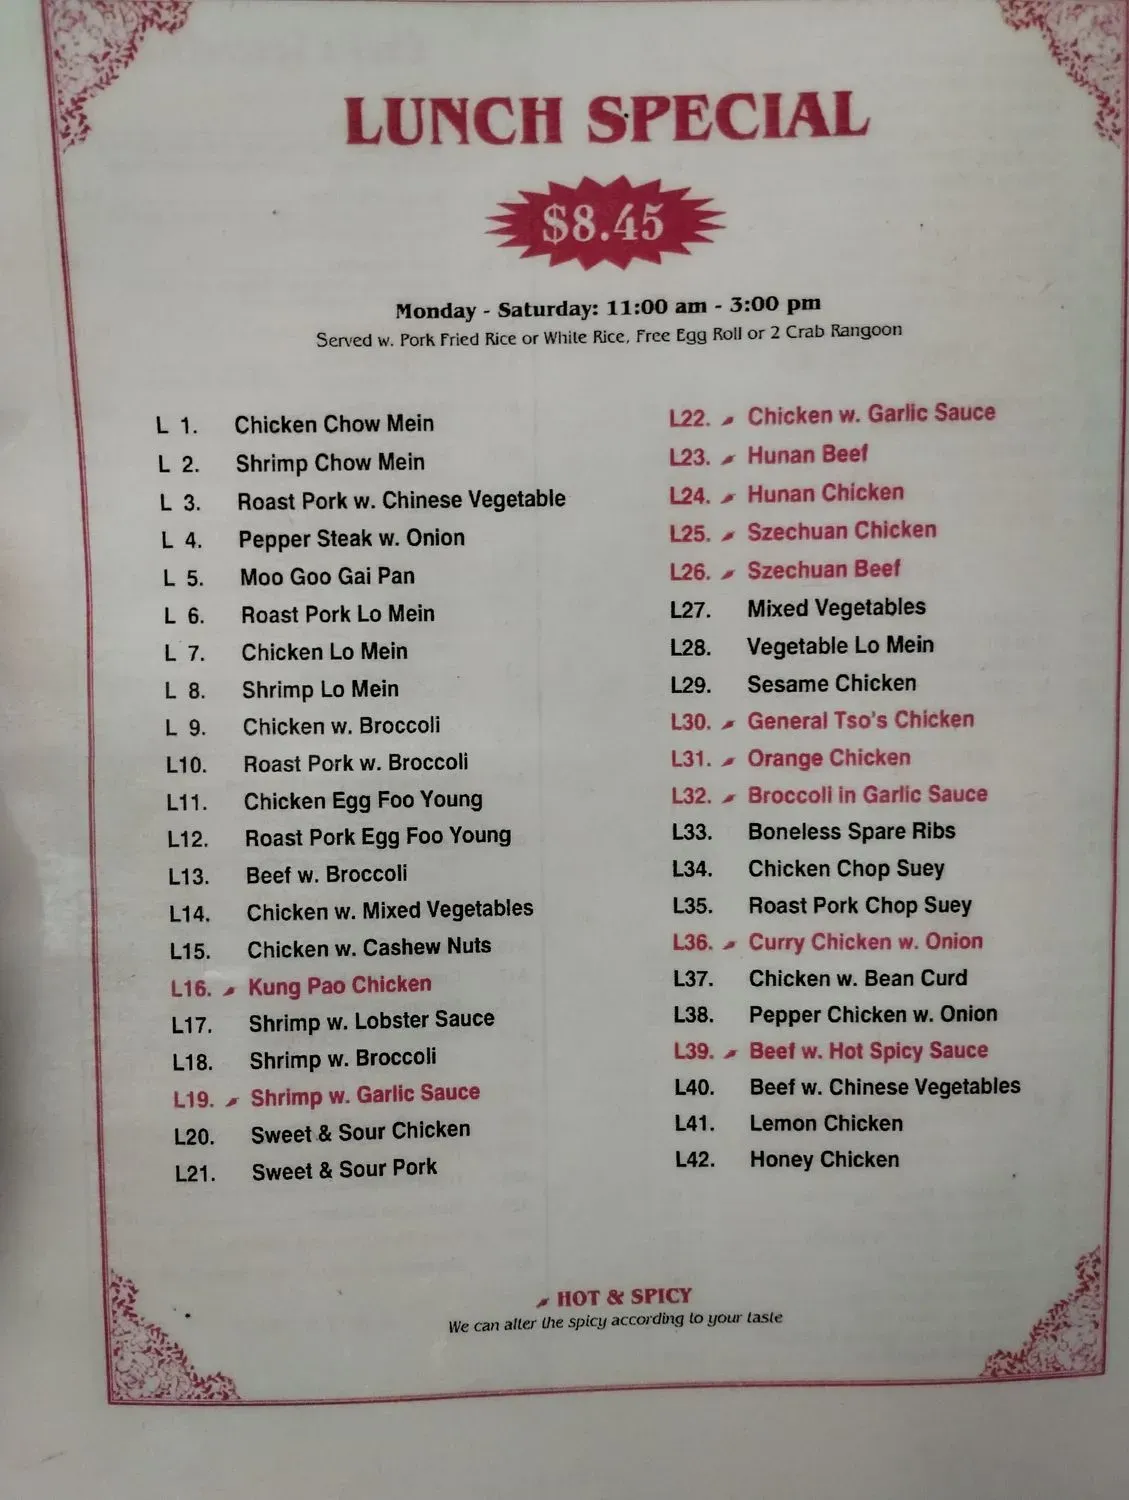 LUNCH SPECIAL
$8.45
Monday - Saturday: 11:00 am - 3:00 pm
Served w. Pork Fried Rice or White Rice, Free Egg Roll or 2 Crab Rangoon
L 1. Chicken Chow Mein
L 2. Shrimp Chow Mein
L 3. Roast Pork w. Chinese Vegetable
L 4. Pepper Steak w. Onion
L 5. Moo Goo Gai Pan
L 6. Roast Pork Lo Mein
L 7. Chicken Lo Mein
L 8. Shrimp Lo Mein
L 9. Chicken w. Broccoli
L10. Roast Pork w. Broccoli
L11. Chicken Egg Foo Young
L12. Roast Pork Egg Foo Young
L13. Beef w. Broccoli
L14. Chicken w. Mixed Vegetables
L15. Chicken w. Cashew Nuts
L16. Kung Pao Chicken
L17. Shrimp w. Lobster Sauce
L18. Shrimp w. Broccoli
L19. Shrimp w. Garlic Sauce
L20. Sweet & Sour Chicken
L21. Sweet & Sour Pork
L22. Chicken w. Garlic Sauce
L23. Hunan Beef
L24. Hunan Chicken
L25. Szechuan Chicken
L26. Szechuan Beef
L27. Mixed Vegetables
L28. Vegetable Lo Mein
L29. Sesame Chicken
L30. General Tso's Chicken
L31. Orange Chicken
L32. Broccoli in Garlic Sauce
L33. Boneless Spare Ribs
L34. Chicken Chop Suey
L35. Roast Pork Chop Suey
L36. Curry Chicken w. Onion
L37. Chicken w. Bean Curd
L38. Pepper Chicken w. Onion
L39. Beef w. Hot Spicy Sauce
L40. Beef w. Chinese Vegetables
L41. Lemon Chicken
L42. Honey Chicken
HOT & SPICY
We can alter the spicy according to your taste